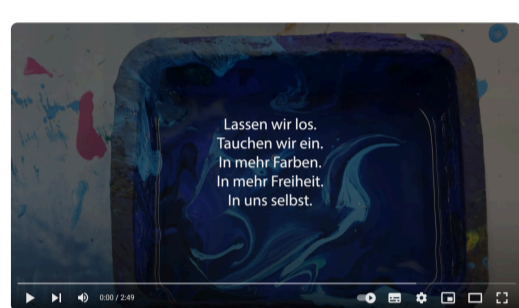 Lassen wir los.
Tauchen wir ein.
In mehr Farben.
In mehr Freiheit.
In uns selbst.
0:00 / 2:49